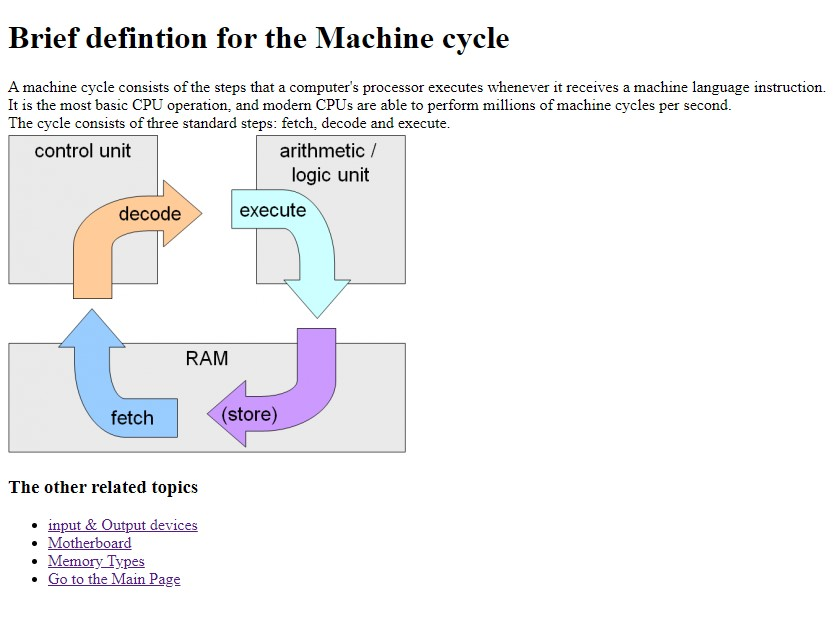 Brief defintion for the Machine cycle
A machine cycle consists of the steps that a computer's processor executes whenever it receives a machine language instruction.
It is the most basic CPU operation, and modern CPUs are able to perform millions of machine cycles per second.
The cycle consists of three standard steps: fetch, decode and execute.
control unit
arithmetic /
logic unit
decode
execute
RAM
fetch
(store)
The other related topics
input & Output devices
Motherboard
Memory Types
Go to the Main Page